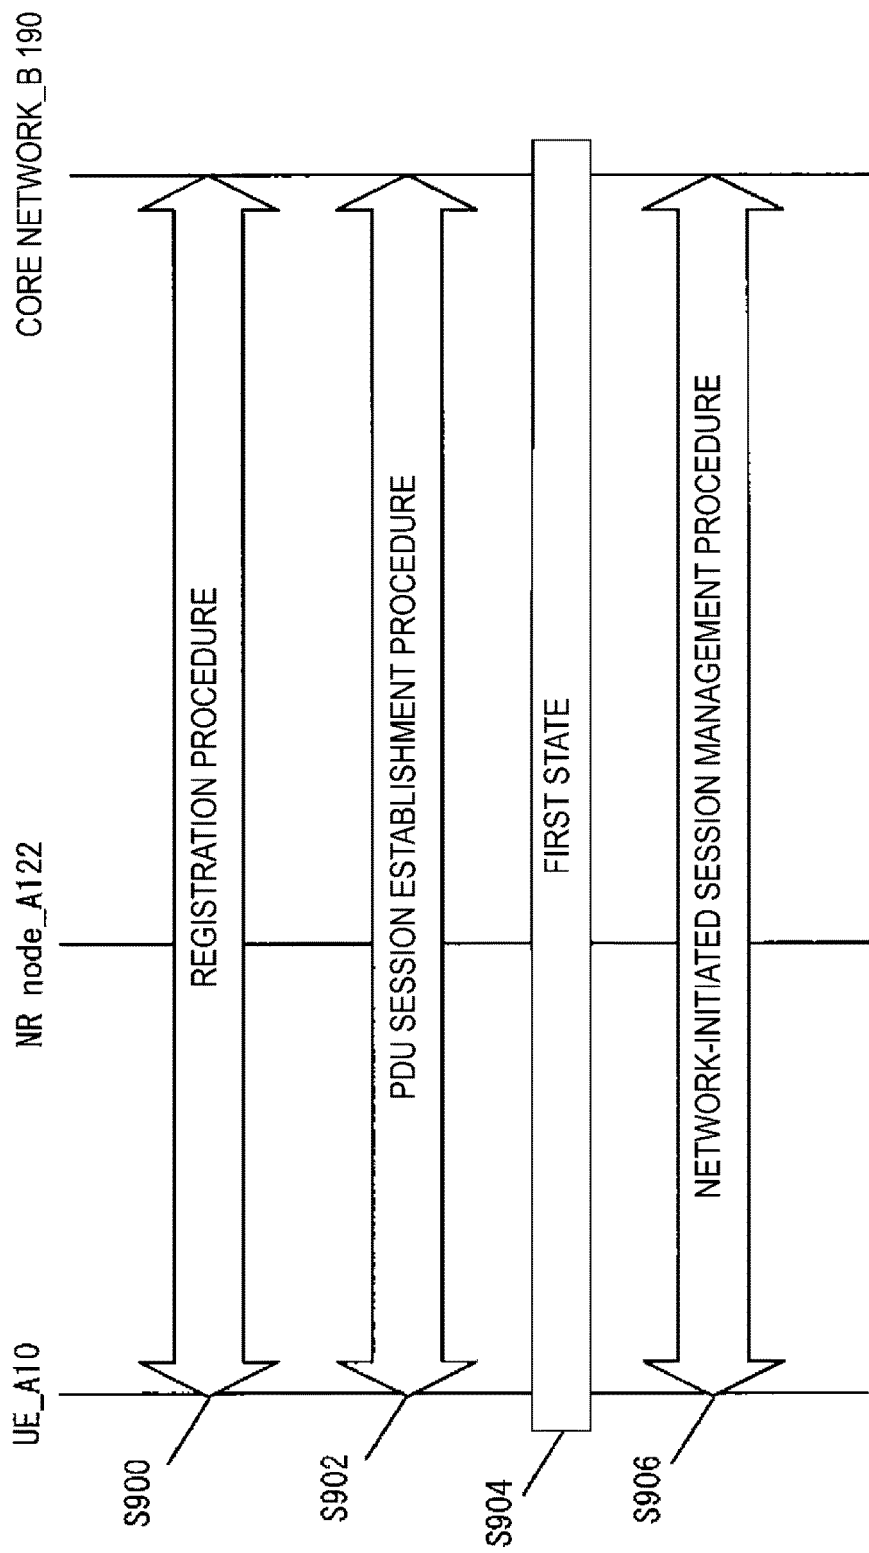 UE_A10
NR node_A122
CORE NETWORK_B 190
S900
REGISTRATION PROCEDURE
S902
PDU SESSION ESTABLISHMENT PROCEDURE
S904
FIRST STATE
S906
NETWORK-INITIATED SESSION MANAGEMENT PROCEDURE